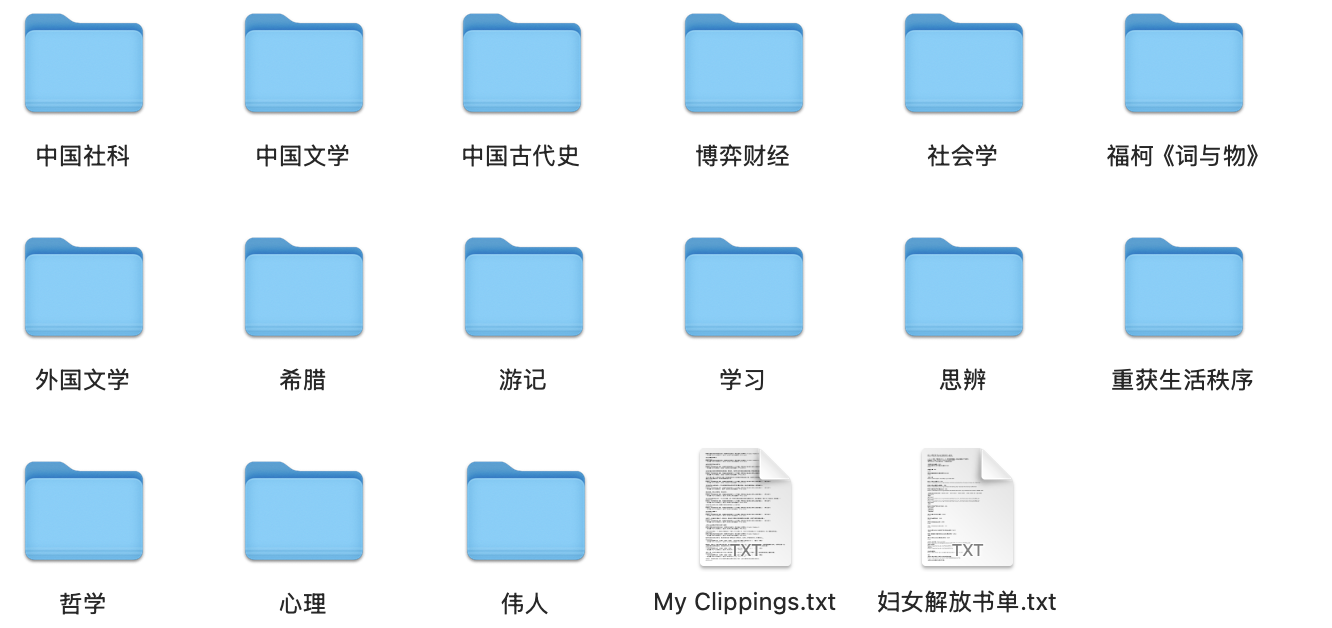 中国社科
中国文学
中国古代史
博弈财经
社会学
福柯《词与物》
外国文学
希腊
游记
学习
思辨
重获生活秩序
哲学
心理
伟人
TXT
My Clippings.txt
TXT
妇女解放书单.txt